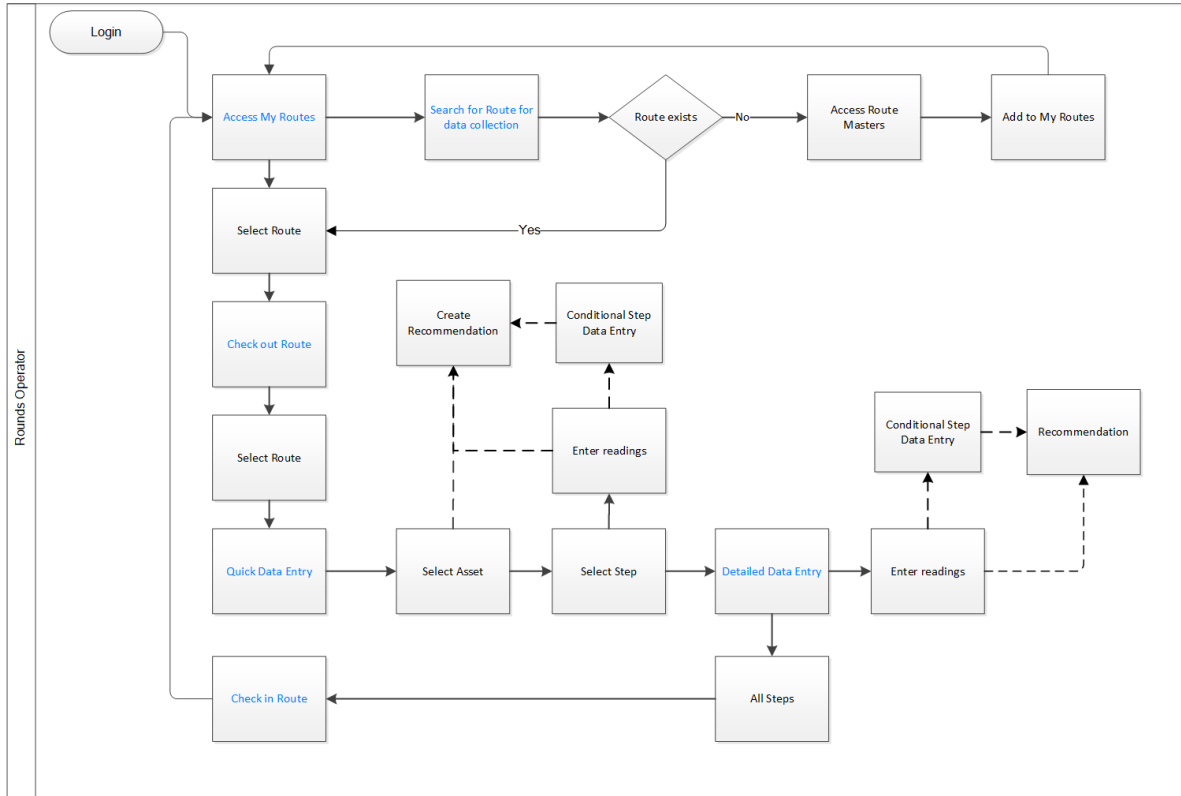 Rounds Operator
Login
Access My Routes
Search for Route for
data collection
Route exists
No
Access Route
Masters
Add to My Routes
Select Route
Yes
Check out Route
Create
Recommendation
Conditional Step
Data Entry
Select Route
Enter readings
Conditional Step
Data Entry
Recommendation
Quick Data Entry
Select Asset
Select Step
Detailed Data Entry
Enter readings
Check in Route
All Steps